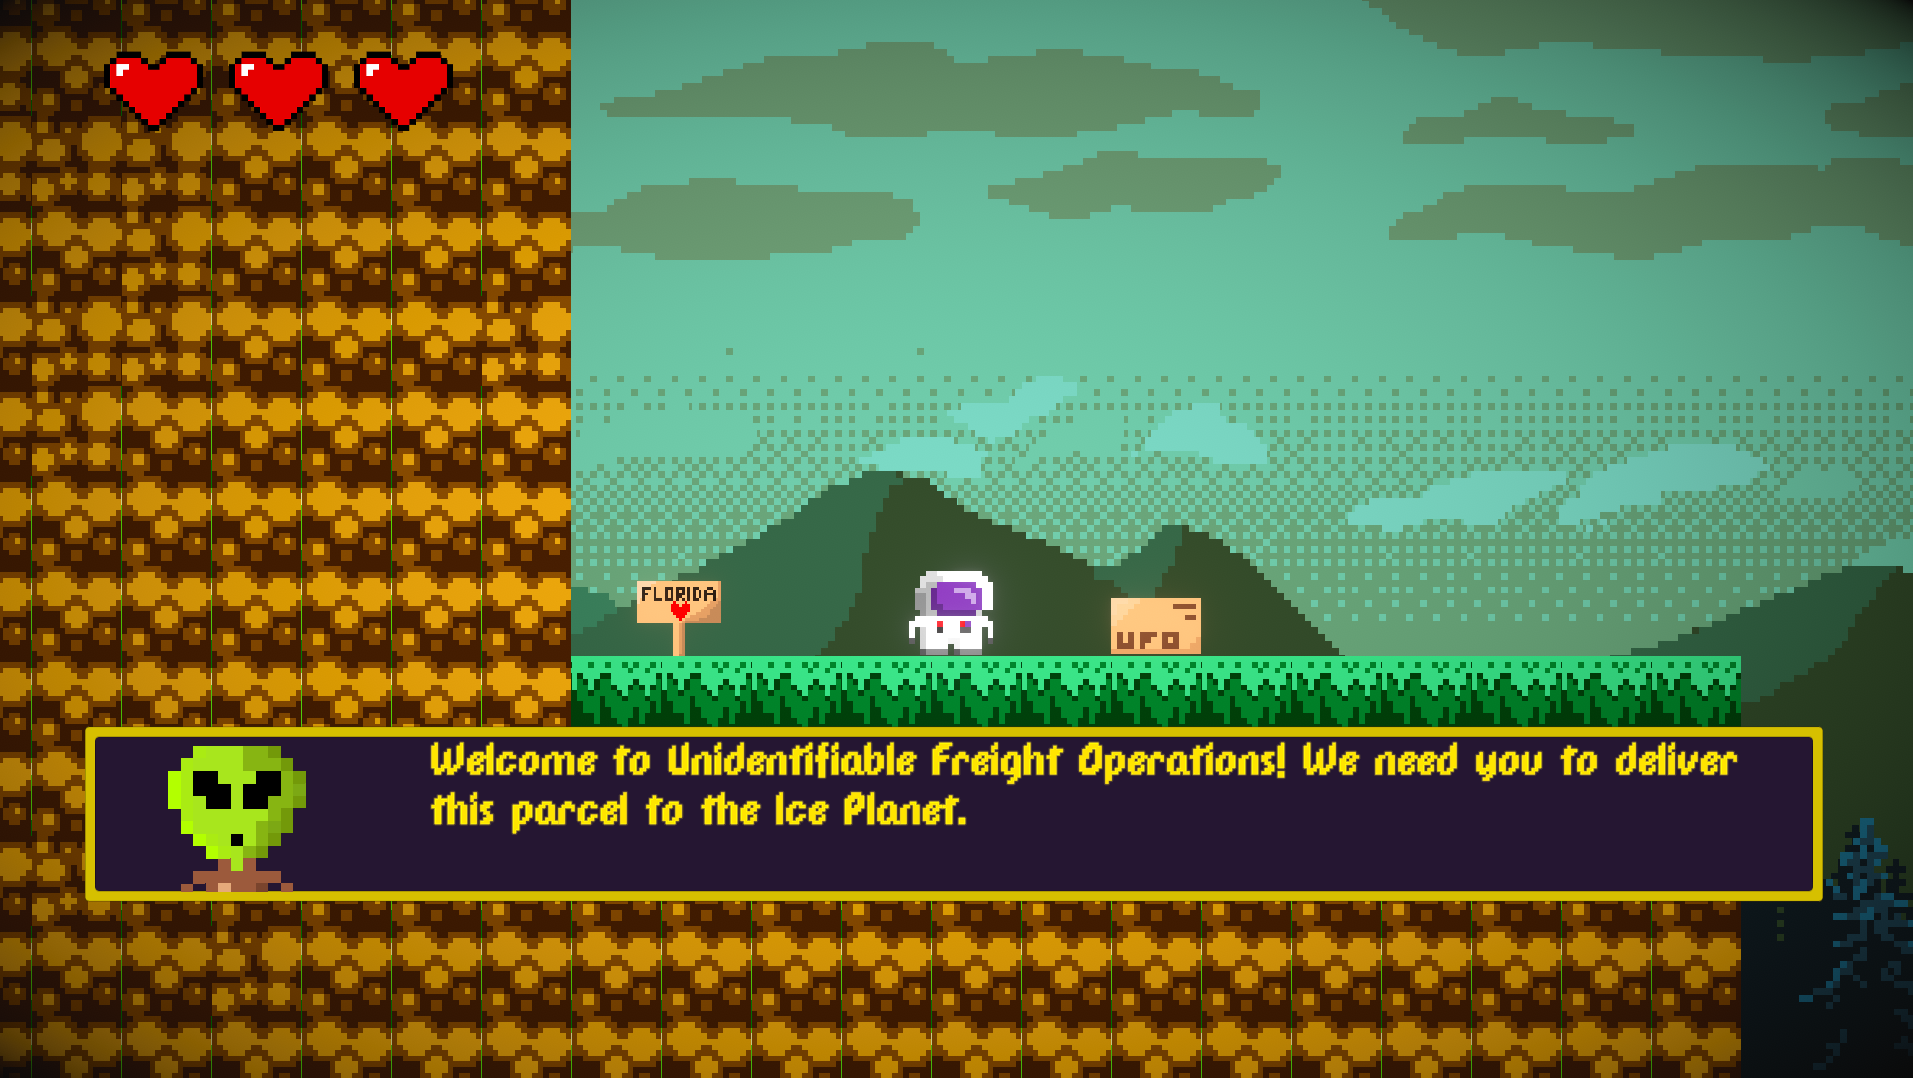 FLORIDA
UFO
Welcome to Unidentifiable Freight Operations! We need you to deliver
this parcel to the Ice Planet.